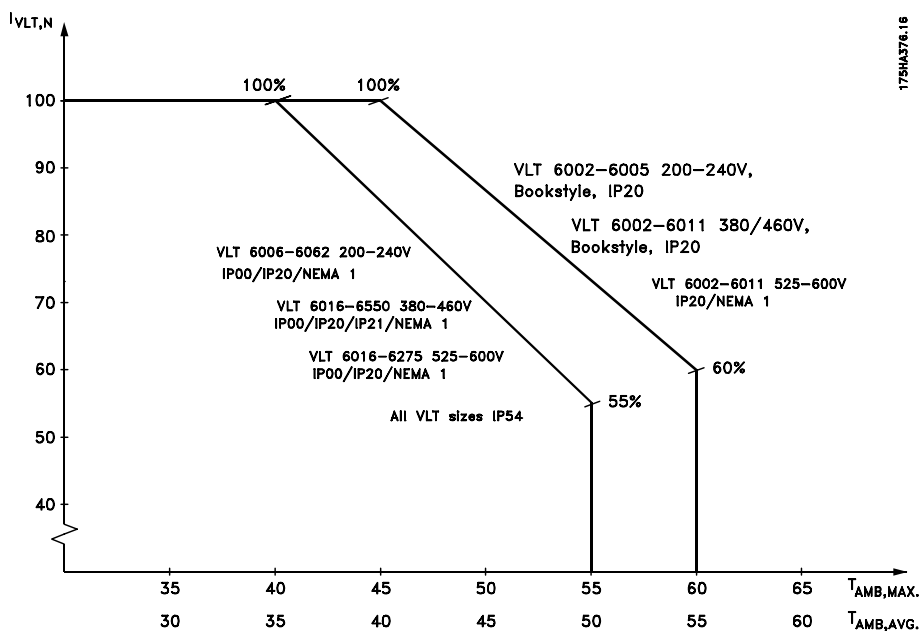 I VLT,N
175HA376.16
100% 100%
100
90
80
70
60
50
40
VLT 6002-6005 200-240V,
Bookstyle, IP20
VLT 6002-6011 380/460V,
Bookstyle, IP20
VLT 6002-6011 525-600V
IP20/NEMA 1
VLT 6006-6062 200-240V
IP00/IP20/NEMA 1
VLT 6016-6550 380-460V
IP00/IP20/IP21/NEMA 1
VLT 6016-6275 525-600V
IP00/IP20/NEMA 1
All VLT sizes IP54
60%
55%
35 40 45 50 55 60 65 TAMB,MAX.
30 35 40 45 50 55 60 TAMB,AVG.